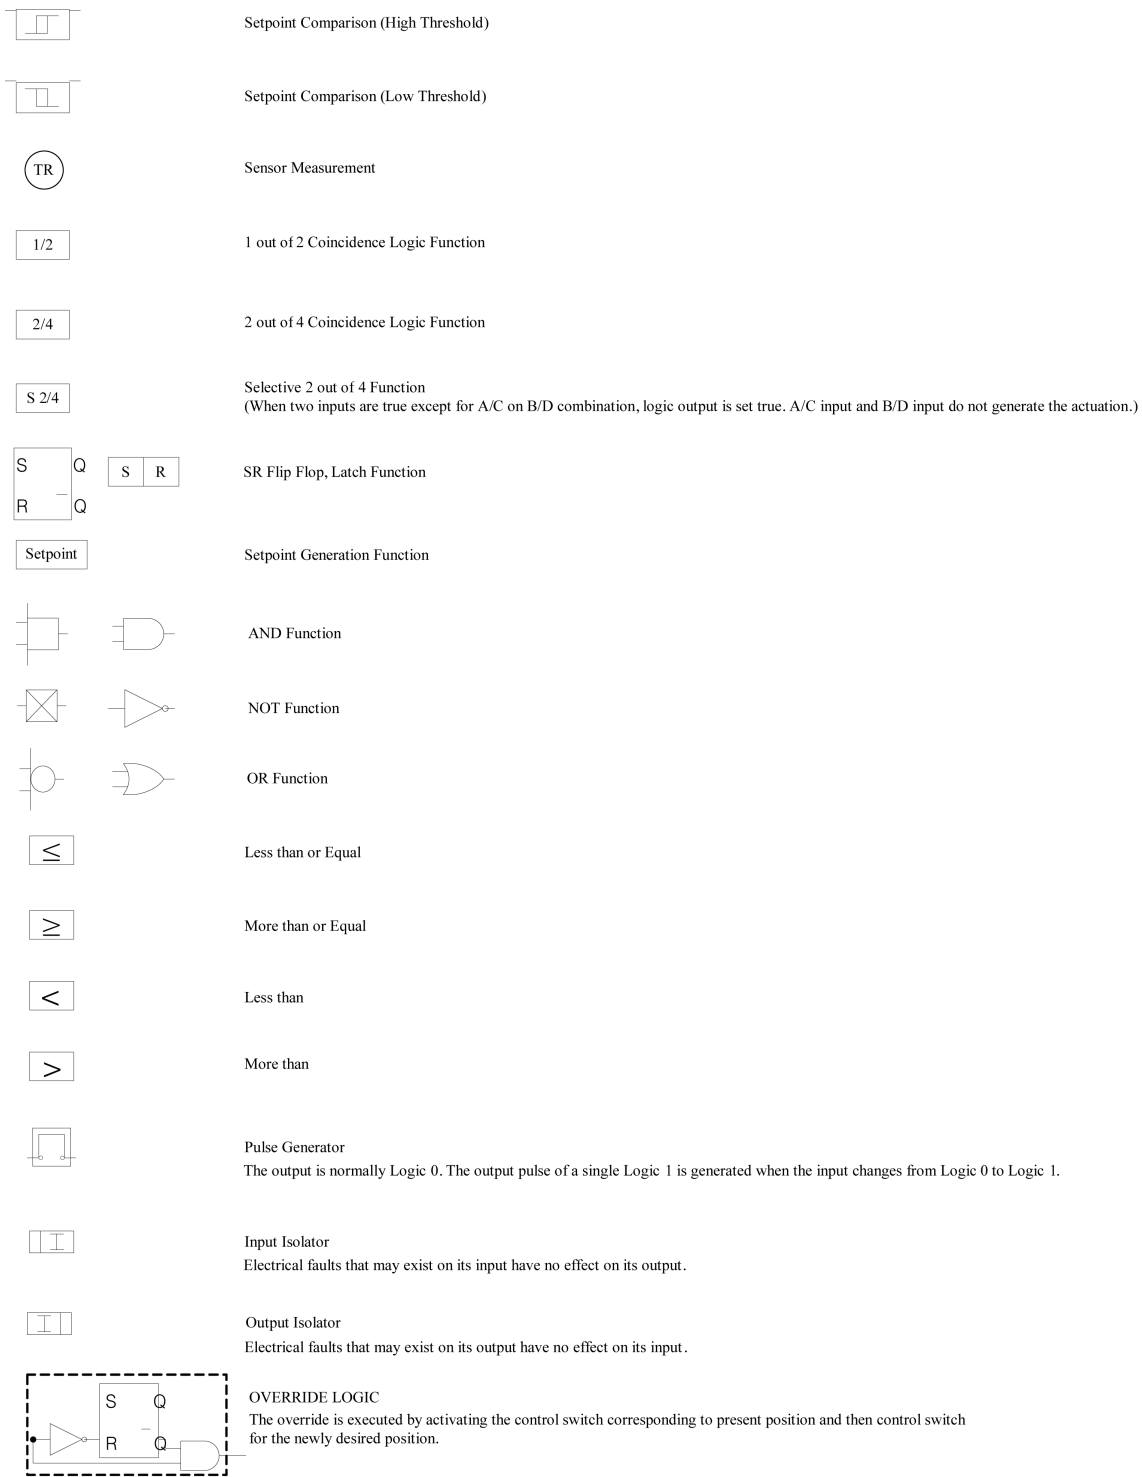 Setpoint Comparison (High Threshold)
Setpoint Comparison (Low Threshold)
TR Sensor Measurement
1/2 1 out of 2 Coincidence Logic Function
2/4 2 out of 4 Coincidence Logic Function
S 2/4 Selective 2 out of 4 Function
(When two inputs are true except for A/C on B/D combination, logic output is set true. A/C input and B/D input do not generate the actuation.)
S Q
S R SR Flip Flop, Latch Function
R Q
Setpoint Setpoint Generation Function
AND Function
NOT Function
OR Function
≤ Less than or Equal
≥ More than or Equal
< Less than
> More than
Pulse Generator
The output is normally Logic 0. The output pulse of a single Logic 1 is generated when the input changes from Logic 0 to Logic 1.
I Input Isolator
Electrical faults that may exist on its input have no effect on its output.
I Output Isolator
Electrical faults that may exist on its output have no effect on its input.
S Q OVERRIDE LOGIC
The override is executed by activating the control switch corresponding to present position and then control switch
R Q for the newly desired position.